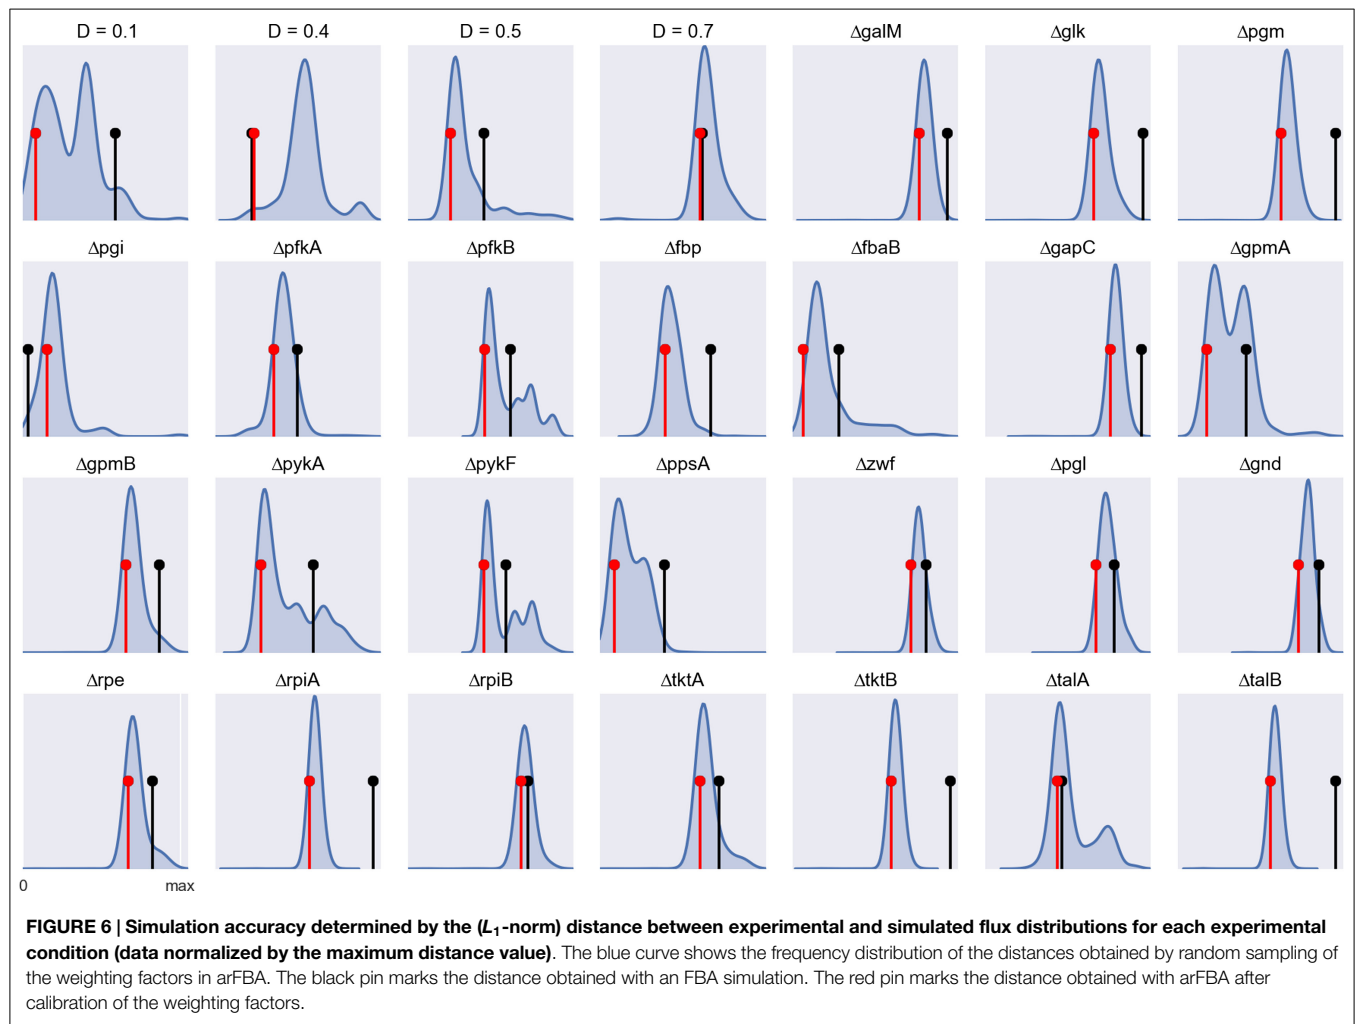 D = 0.1 D = 0.4 D = 0.5 D = 0.7 ΔgalM Δglk Δpgm
Δpgi ΔpfkA ΔpfkB Δfbp ΔfbaB ΔgapC ΔgpmA
ΔgpmB ΔpykA ΔpykF ΔppsA Δzwf Δpgl Δgnd
Δrpe ΔrpiA ΔrpiB ΔtktA ΔtktB ΔtalA ΔtalB
0 max
FIGURE 6 | Simulation accuracy determined by the (L1-norm) distance between experimental and simulated flux distributions for each experimental
condition (data normalized by the maximum distance value). The blue curve shows the frequency distribution of the distances obtained by random sampling of
the weighting factors in arFBA. The black pin marks the distance obtained with an FBA simulation. The red pin marks the distance obtained with arFBA after
calibration of the weighting factors.